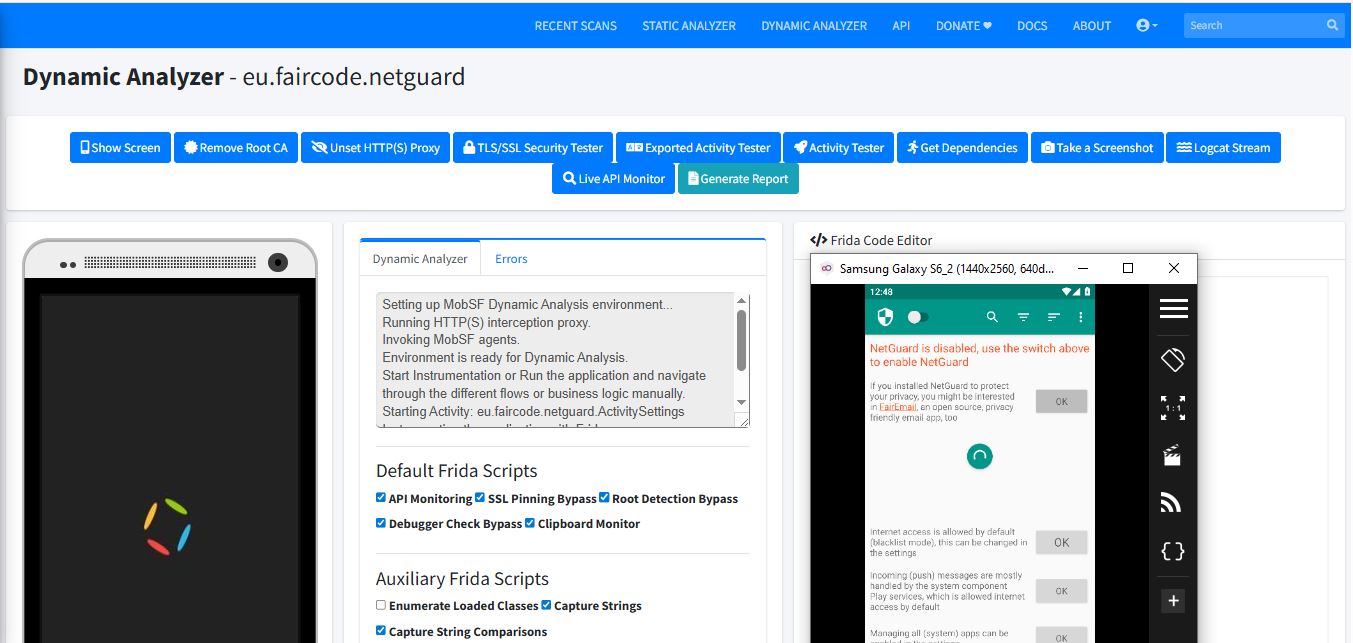 RECENT SCANS STATIC ANALYZER DYNAMIC ANALYZER API DONATE ❤ DOCS ABOUT Search
Dynamic Analyzer - eu.faircode.netguard
Show Screen Remove Root CA Unset HTTP(S) Proxy TLS/SSL Security Tester Exported Activity Tester Activity Tester Get Dependencies Take a Screenshot Logcat Stream
Live API Monitor Generate Report
Dynamic Analyzer Errors
Setting up MobSF Dynamic Analysis environment...
Running HTTP(S) interception proxy.
Invoking MobSF agents.
Environment is ready for Dynamic Analysis.
Start Instrumentation or Run the application and navigate
through the different flows or business logic manually.
Starting Activity: eu.faircode.netguard.ActivitySettings
Default Frida Scripts
API Monitoring SSL Pinning Bypass Root Detection Bypass
Debugger Check Bypass Clipboard Monitor
Auxiliary Frida Scripts
Enumerate Loaded Classes Capture Strings
Capture String Comparisons
</> Frida Code Editor
Samsung Galaxy S6_2 (1440x2560, 640d...
12:48
NetGuard is disabled, use the switch above
to enable NetGuard
If you installed NetGuard to protect
your privacy, you might be interested
in FairEmail, an open source, privacy
friendly email app, too
OK
Internet access is allowed by default
(blacklist mode), this can be changed in
the settings
OK
Incoming (push) messages are mostly
handled by the system component
Play services, which is allowed internet
access by default
OK
Managing all (system) apps can be
OK
1:1